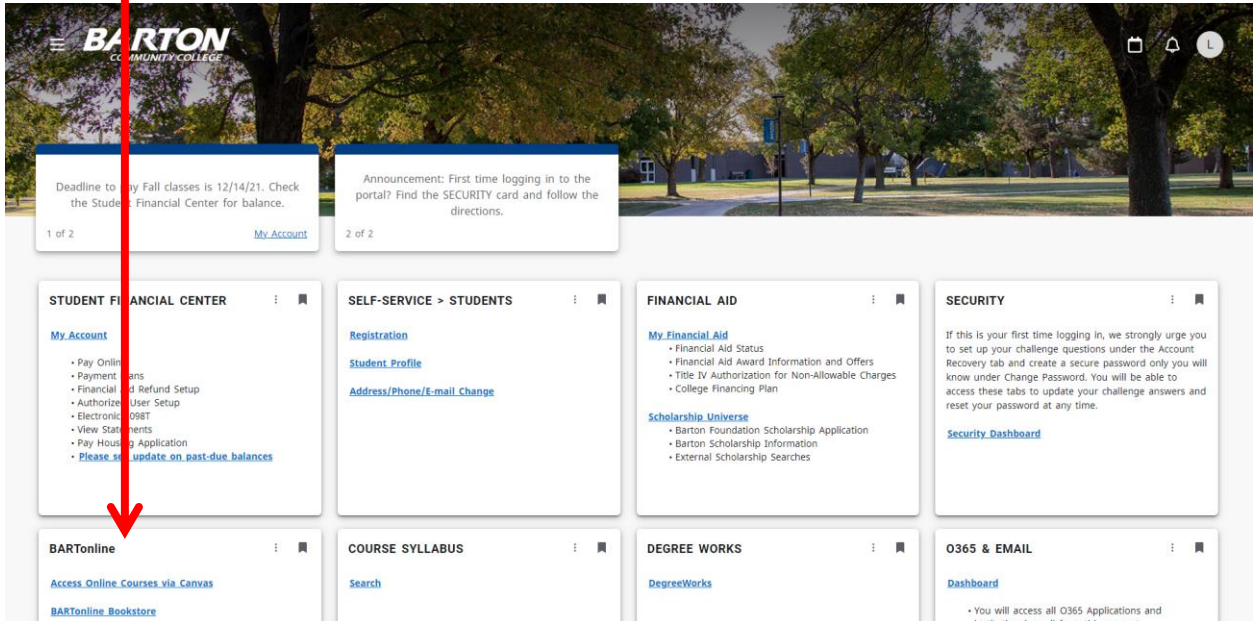 BARTON
COMMUNITY COLLEGE
L
Deadline to pay Fall classes is 12/14/21. Check
the Student Financial Center for balance.
1 of 2 My Account
Announcement: First time logging in to the
portal? Find the SECURITY card and follow the
directions.
2 of 2
STUDENT FINANCIAL CENTER
My Account
• Pay Online
• Payment Plans
• Financial Aid Refund Setup
• Authorized User Setup
• Electronic 1098T
• View Statements
• Pay Housing Application
• Please see update on past-due balances
SELF-SERVICE > STUDENTS
Registration
Student Profile
Address/Phone/E-mail Change
FINANCIAL AID
My Financial Aid
• Financial Aid Status
• Financial Aid Award Information and Offers
• Title IV Authorization for Non-Allowable Charges
• College Financing Plan
Scholarship Universe
• Barton Foundation Scholarship Application
• Barton Scholarship Information
• External Scholarship Searches
SECURITY
If this is your first time logging in, we strongly urge you
to set up your challenge questions under the Account
Recovery tab and create a secure password only you will
know under Change Password. You will be able to
access these tabs to update your challenge answers and
reset your password at any time.
Security Dashboard
BARTonline
Access Online Courses via Canvas
BARTonline Bookstore
COURSE SYLLABUS
Search
DEGREE WORKS
DegreeWorks
O365 & EMAIL
Dashboard
• You will access all O365 Applications and